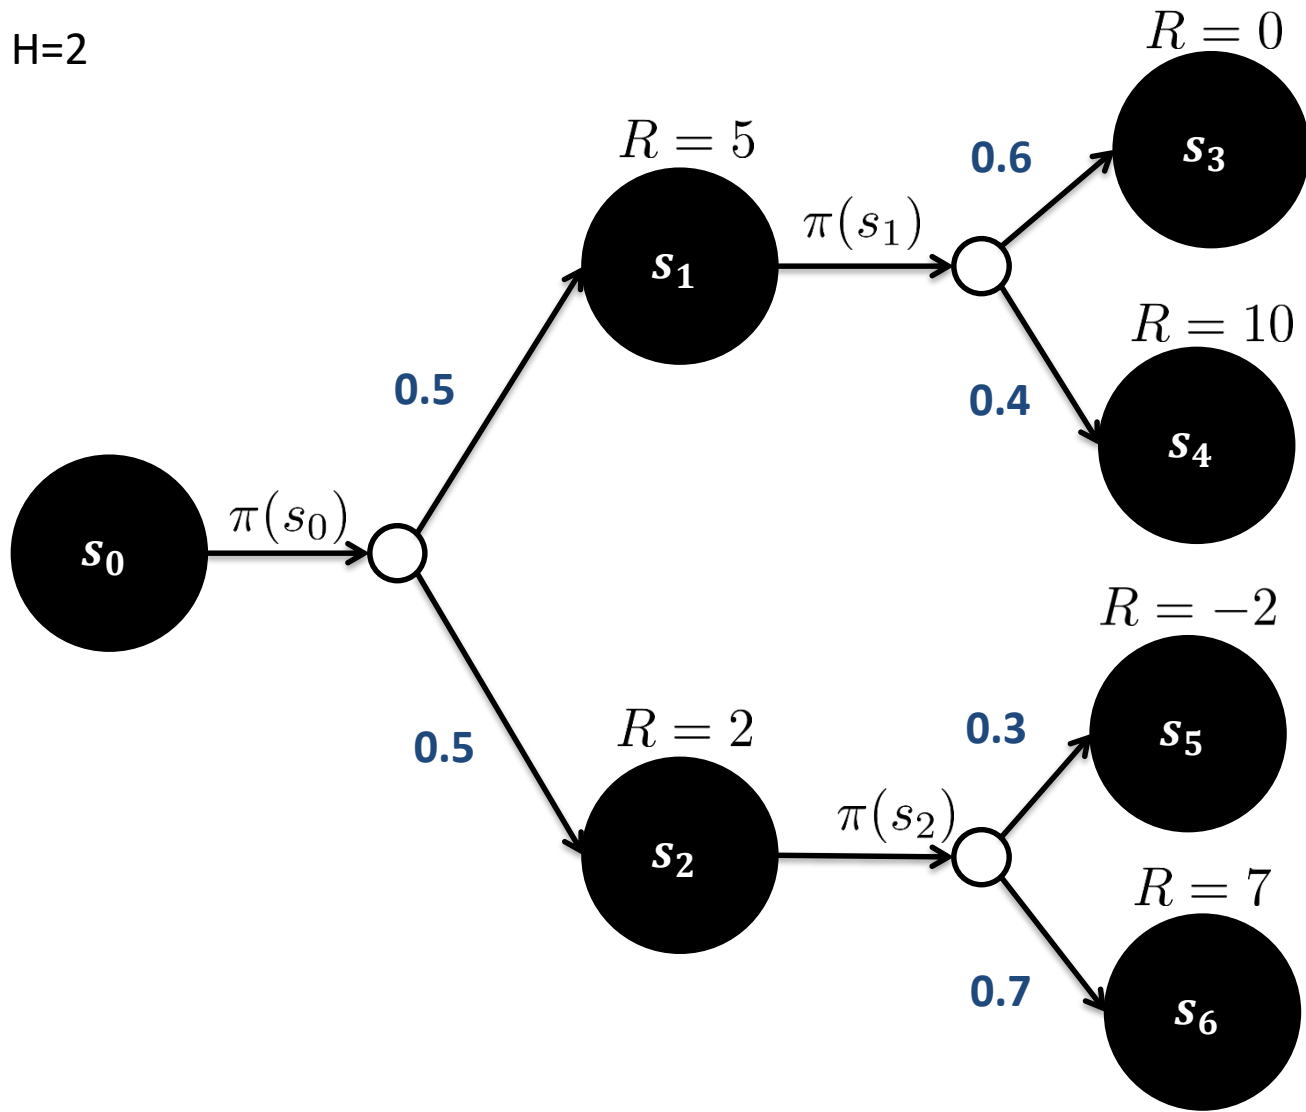 H=2
R = 0
s₃
R = 5
0.6
s₁
π(s₁)
R = 10
0.4
s₄
0.5
π(s₀)
s₀
R = −2
0.3
s₅
R = 2
0.5
s₂
π(s₂)
R = 7
0.7
s₆